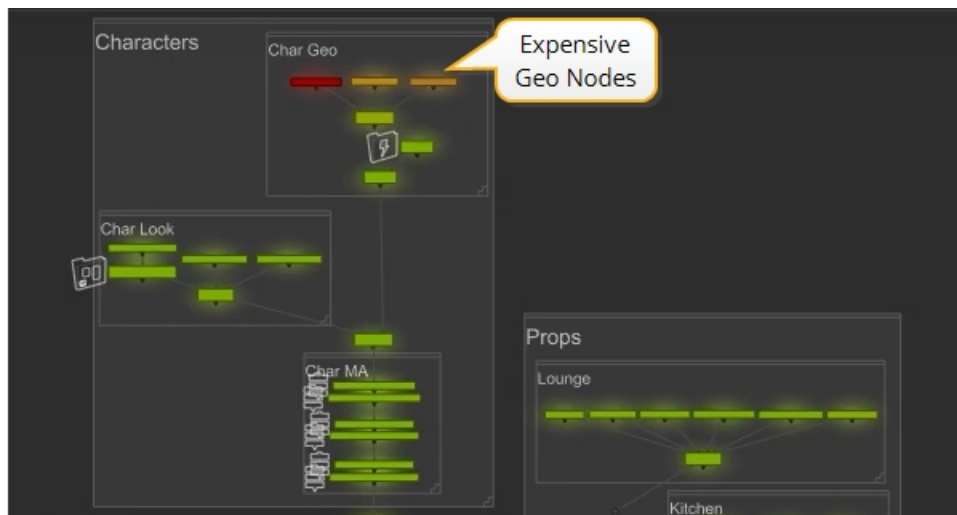 Characters
Char Geo
Expensive
Geo Nodes
Char Look
Char MA
Props
Lounge
Kitchen